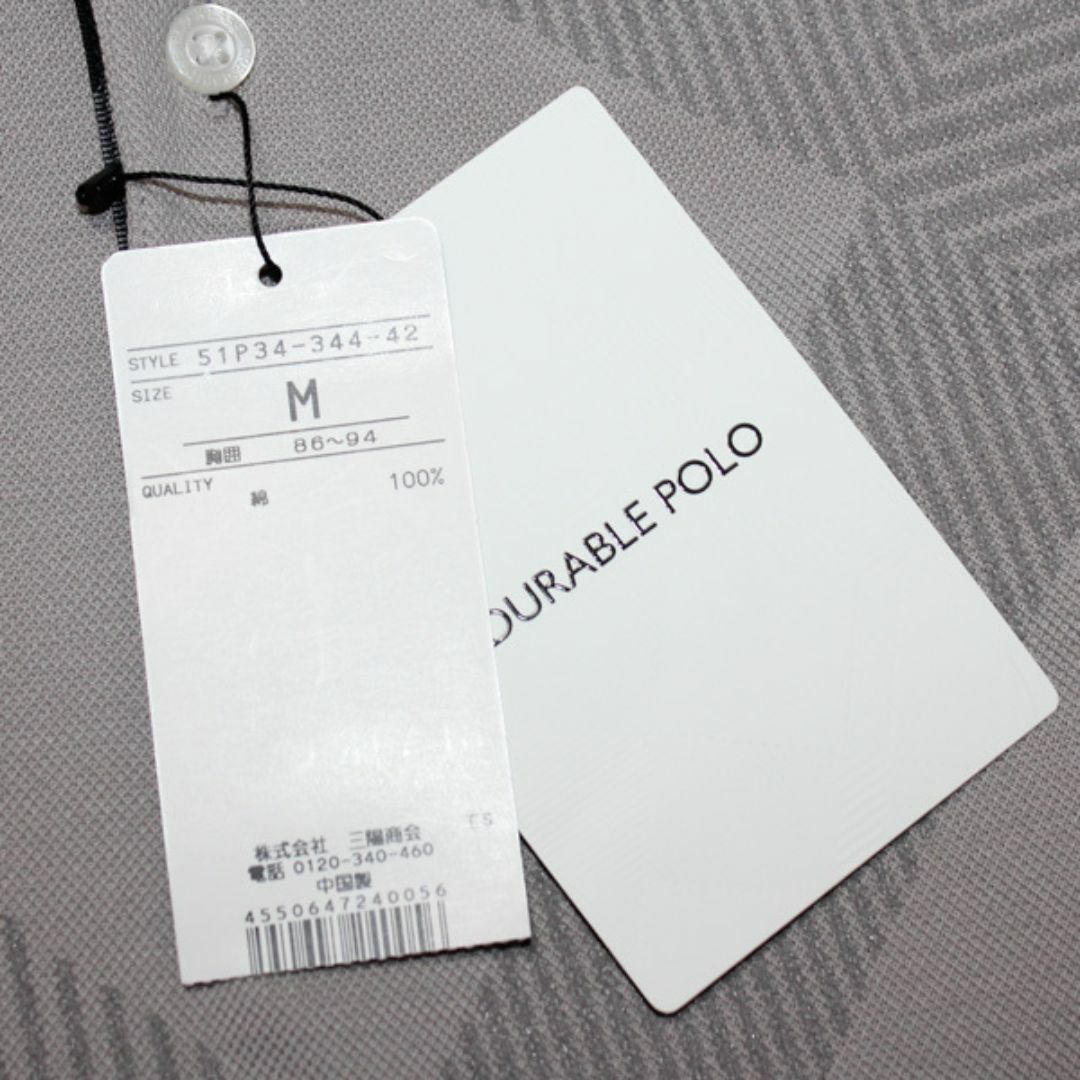 STYLE 51P34-344-42
SIZE
M
胸囲 86～94
QUALITY
綿 100%
ES
株式会社 三陽商会
電話 0120-340-460
中国製
4550647240056
DURABLE POLO